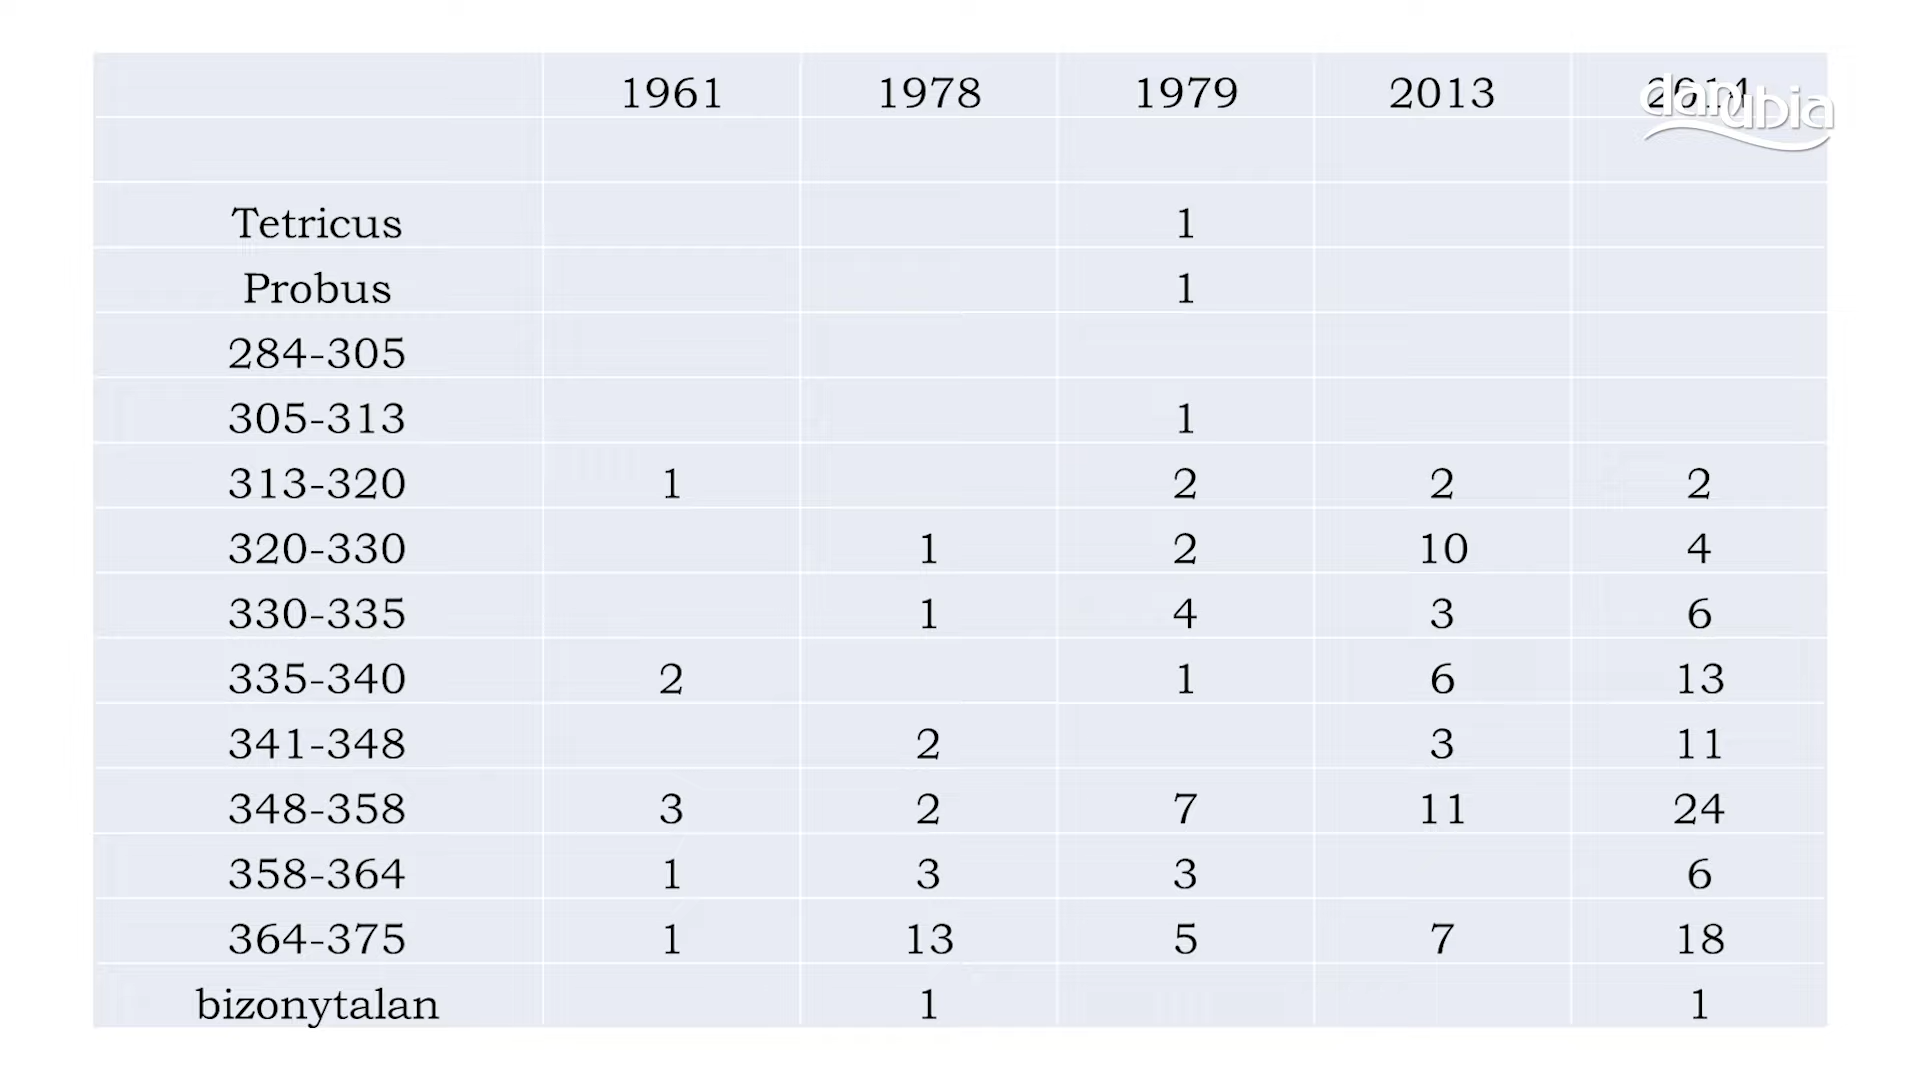 1961 1978 1979 2013 2014
danubia
Tetricus 1
Probus 1
284-305
305-313 1
313-320 1 2 2 2
320-330 1 2 10 4
330-335 1 4 3 6
335-340 2 1 6 13
341-348 2 3 11
348-358 3 2 7 11 24
358-364 1 3 3 6
364-375 1 13 5 7 18
bizonytalan 1 1